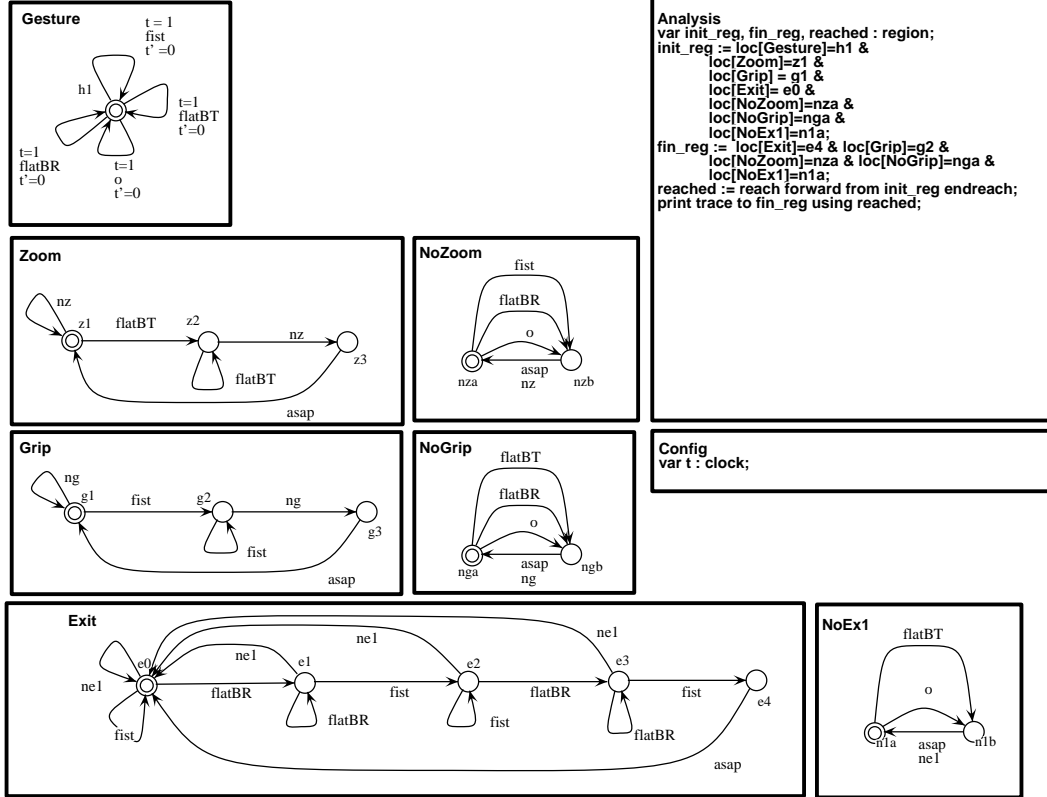 Gesture
t = 1
fist
t' =0
h1
t=1
flatBT
t'=0
t=1
flatBR
t'=0
t=1
o
t'=0
Analysis
var init_reg, fin_reg, reached : region;
init_reg := loc[Gesture]=h1 &
loc[Zoom]=z1 &
loc[Grip] = g1 &
loc[Exit]= e0 &
loc[NoZoom]=nza &
loc[NoGrip]=nga &
loc[NoEx1]=n1a;
fin_reg := loc[Exit]=e4 & loc[Grip]=g2 &
loc[NoZoom]=nza & loc[NoGrip]=nga &
loc[NoEx1]=n1a;
reached := reach forward from init_reg endreach;
print trace to fin_reg using reached;
Zoom
nz
z1
flatBT
z2
nz
z3
flatBT
asap
NoZoom
fist
flatBR
o
nza
asap
nz
nzb
Grip
ng
g1
fist
g2
ng
g3
fist
asap
NoGrip
flatBT
flatBR
o
nga
asap
ng
ngb
Config
var t : clock;
Exit
ne1
ne1
ne1
e0
e1
e2
e3
ne1
flatBR
fist
flatBR
fist
e4
fist
flatBR
fist
flatBR
asap
NoEx1
flatBT
o
n1a
asap
ne1
n1b